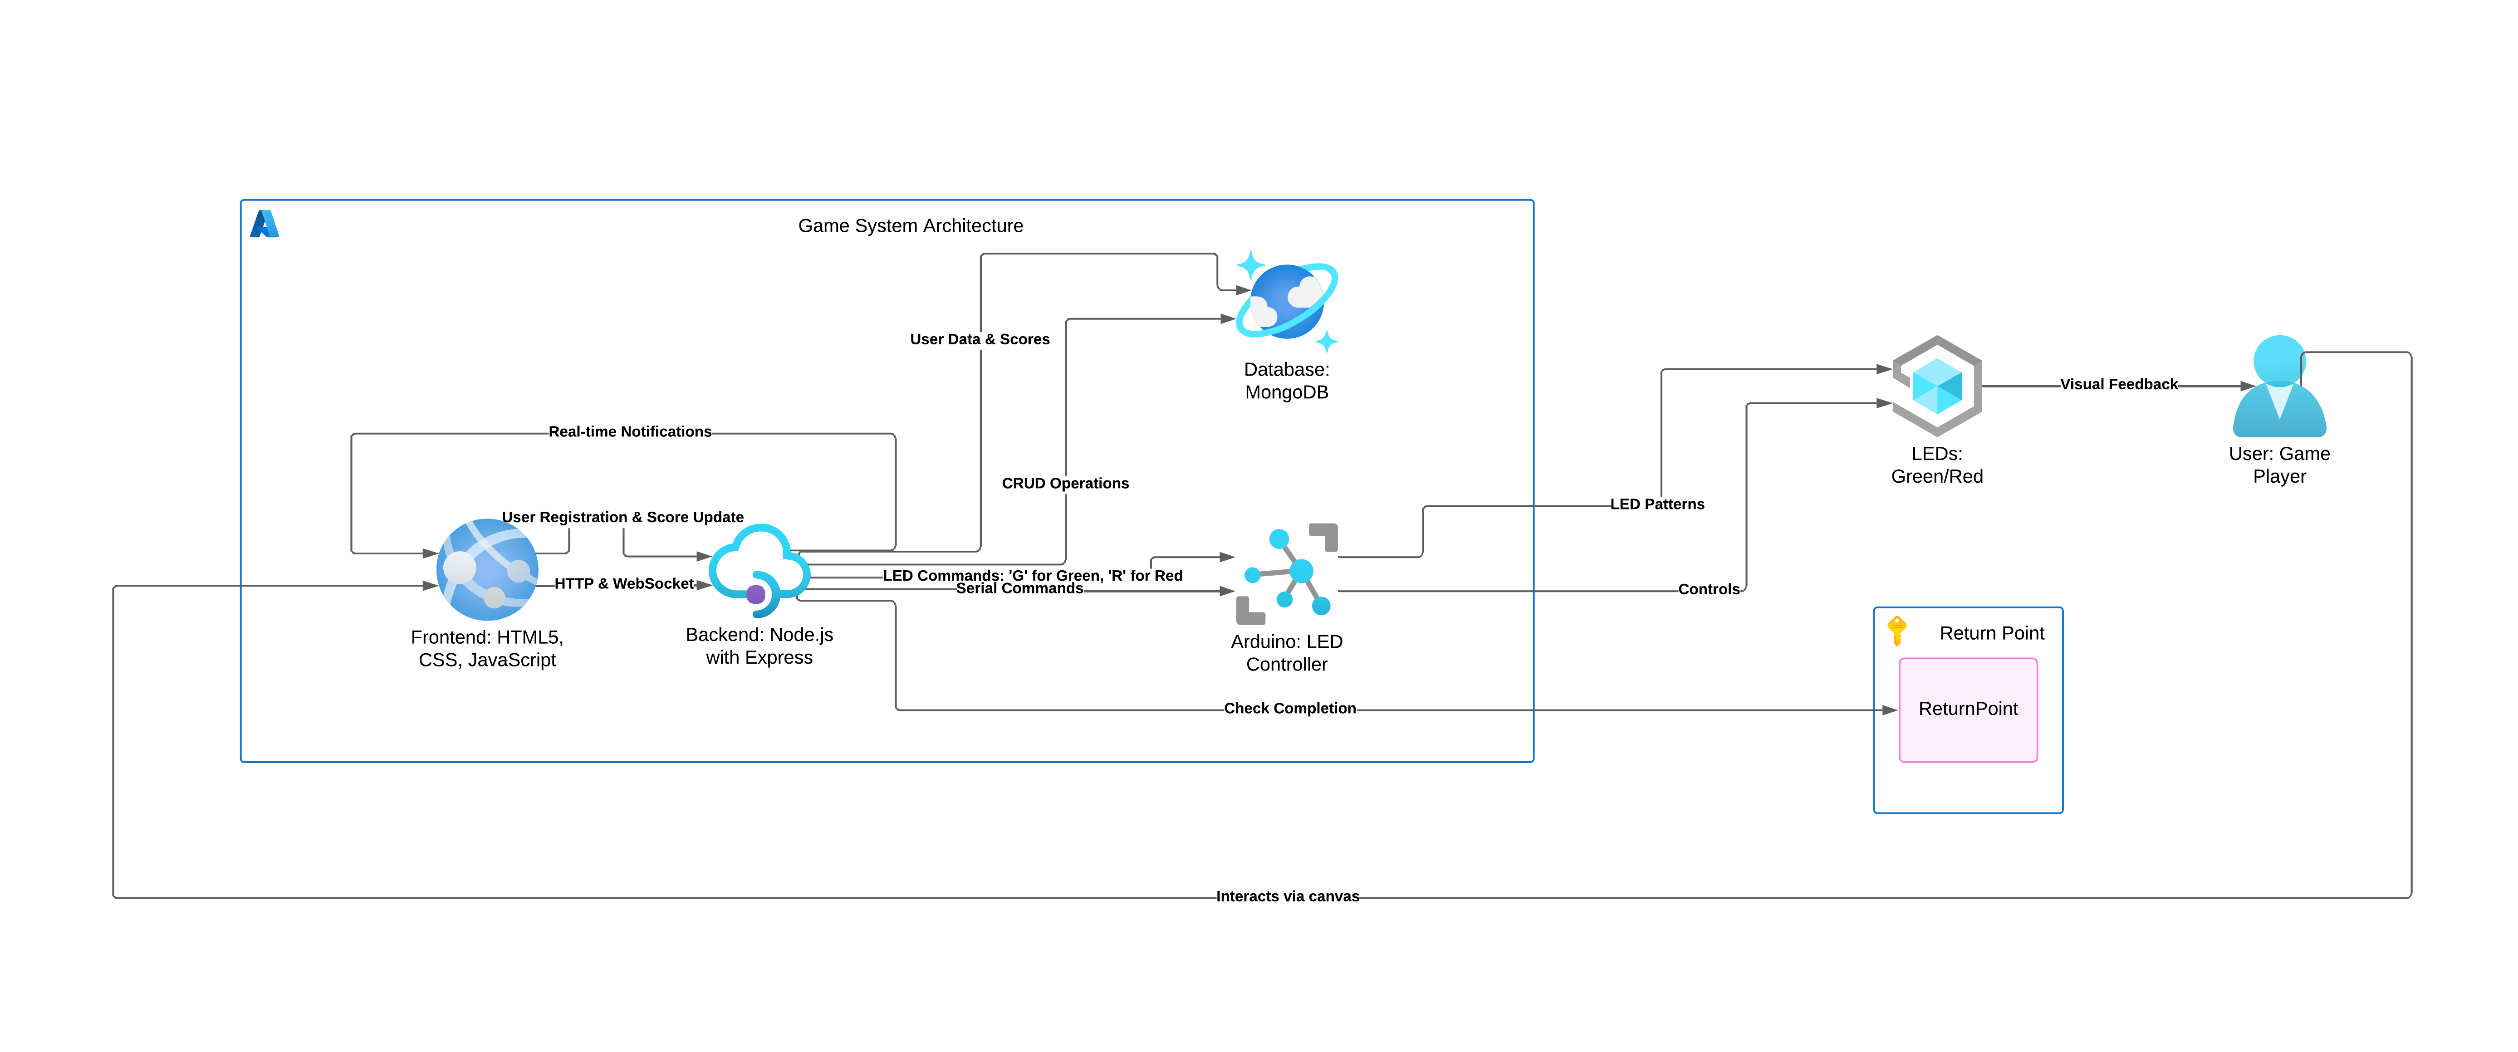 Game System Architecture
User Data & Scores
Database:
MongoDB
Visual Feedback
Real-time Notifications
LEDs:
Green/Red
User: Game
Player
CRUD Operations
LED Patterns
User Registration & Score Update
LED Commands: 'G' for Green, 'R' for Red
HTTP & WebSocket
Serial Commands
Controls
Frontend: HTML5,
CSS, JavaScript
Backend: Node.js
with Express
Arduino: LED
Controller
Return Point
ReturnPoint
Check Completion
Interacts via canvas